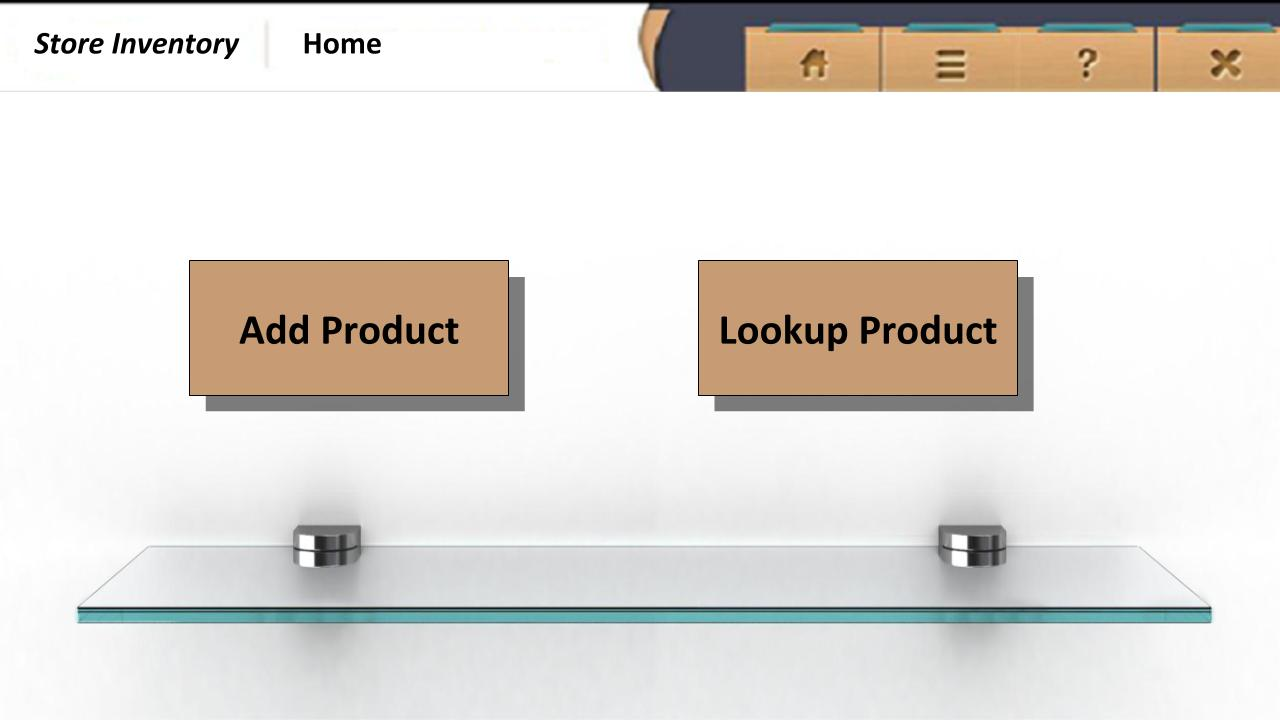 Store Inventory
Home
?
Add Product
Lookup Product